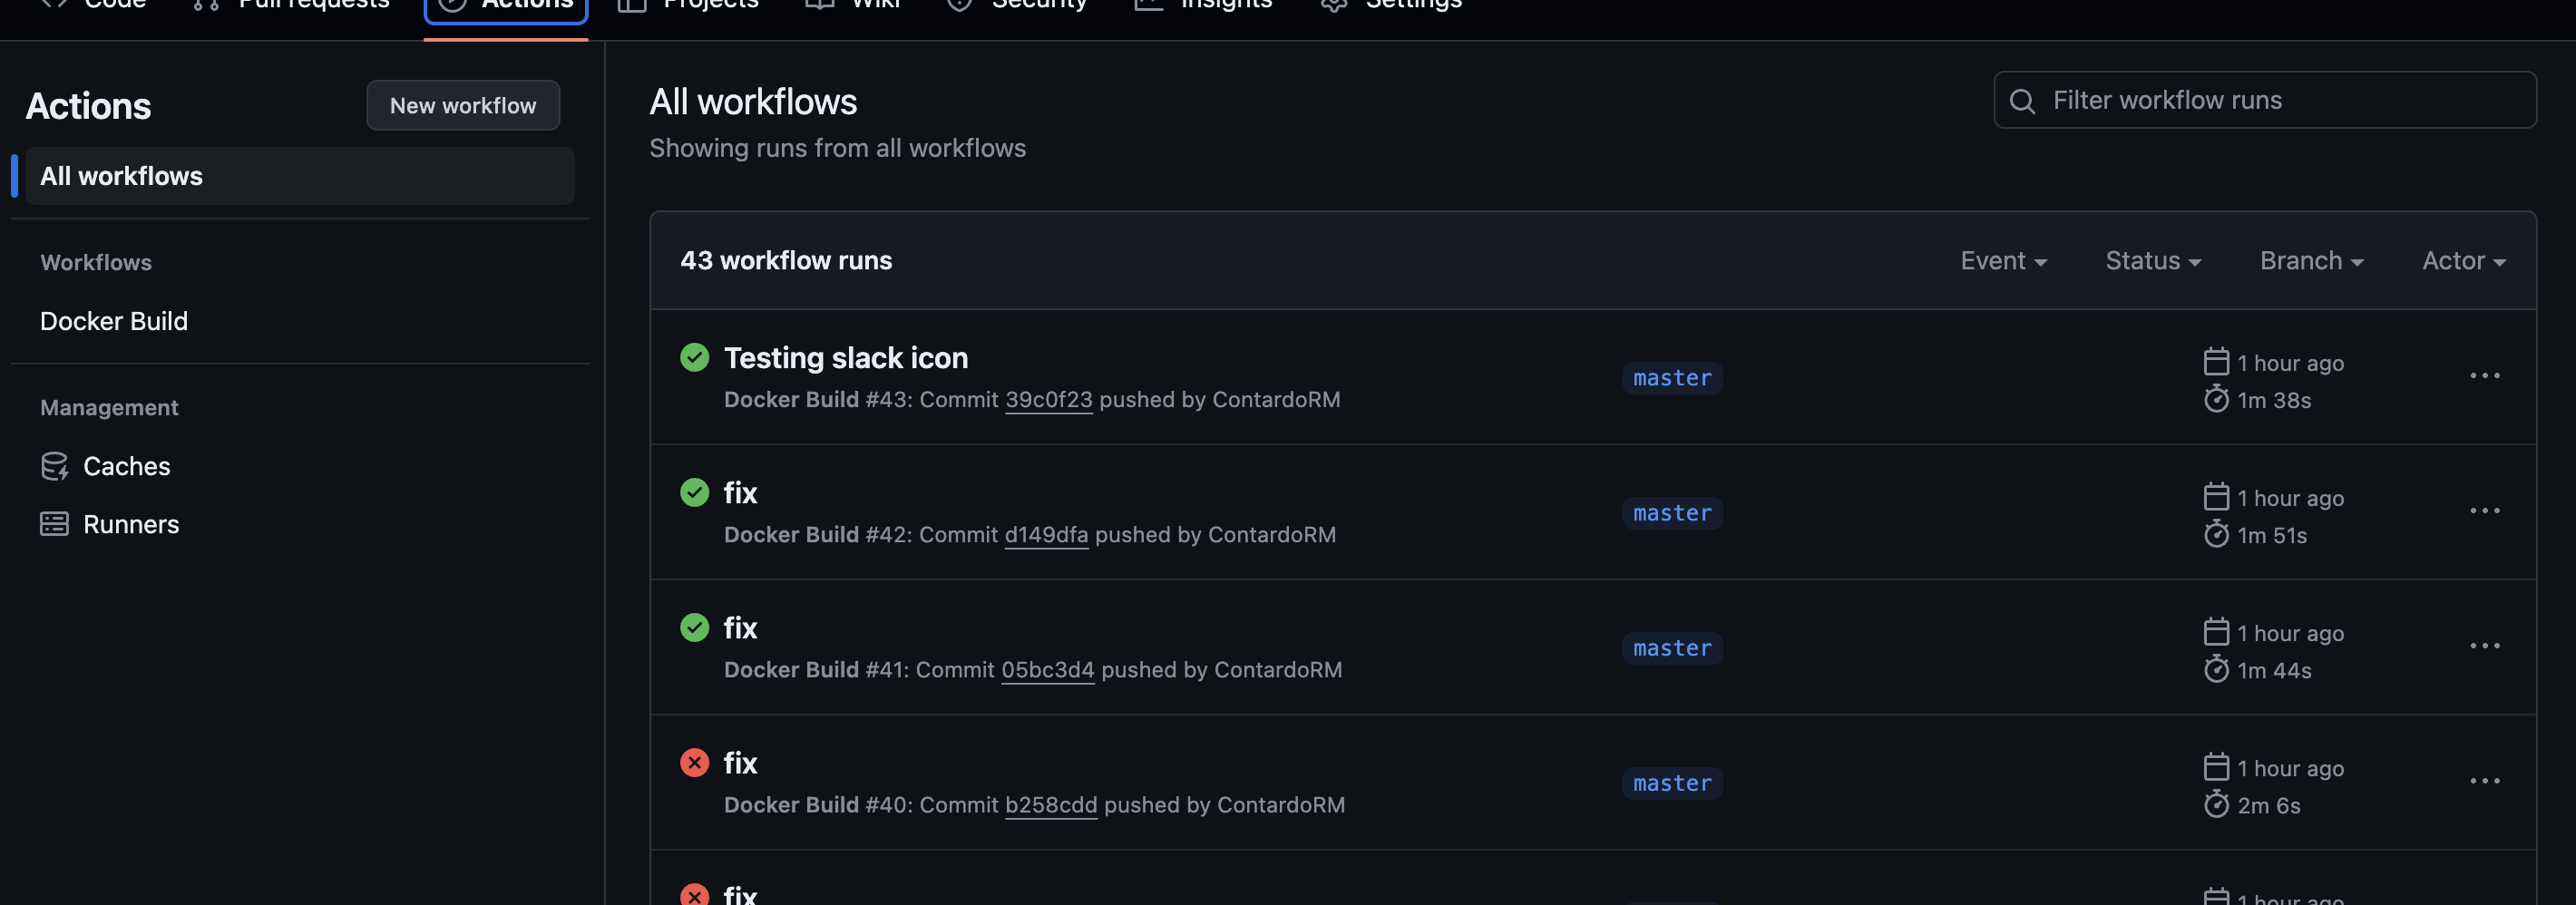 Code Pull requests Actions Projects Wiki Security Insights Settings
Actions
New workflow
All workflows
Workflows
Docker Build
Management
Caches
Runners
All workflows
Showing runs from all workflows
Filter workflow runs
43 workflow runs
Event Status Branch Actor
Testing slack icon
Docker Build #43: Commit 39c0f23 pushed by ContardoRM
master
1 hour ago
1m 38s
fix
Docker Build #42: Commit d149dfa pushed by ContardoRM
master
1 hour ago
1m 51s
fix
Docker Build #41: Commit 05bc3d4 pushed by ContardoRM
master
1 hour ago
1m 44s
fix
Docker Build #40: Commit b258cdd pushed by ContardoRM
master
1 hour ago
2m 6s
fix
1 hour ago